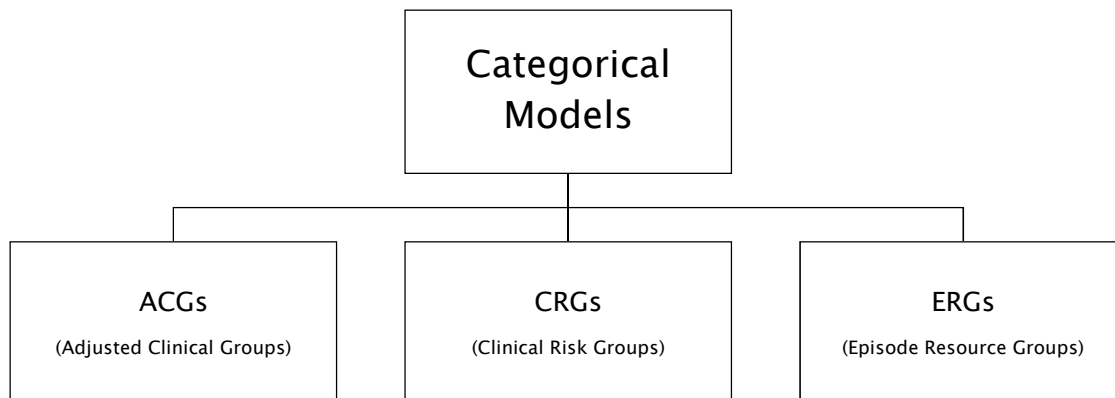 Categorical
Models
ACGs
(Adjusted Clinical Groups)
CRGs
(Clinical Risk Groups)
ERGs
(Episode Resource Groups)